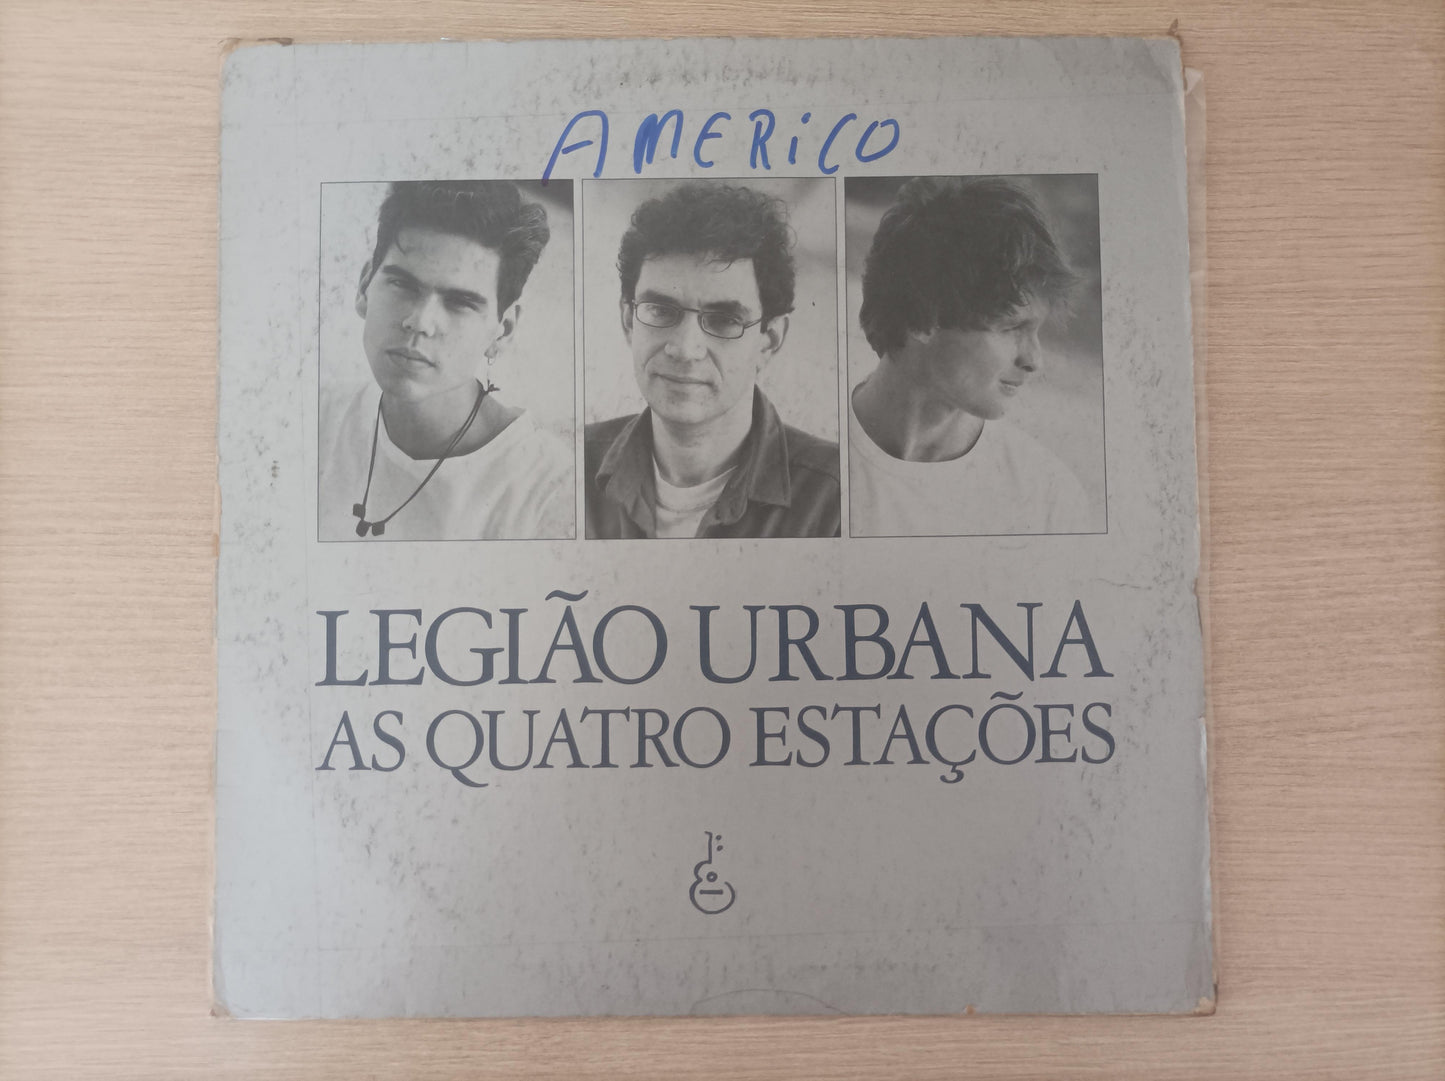 AMERiCO
LEGIÃO URBANA
AS QUATRO ESTAÇÕES